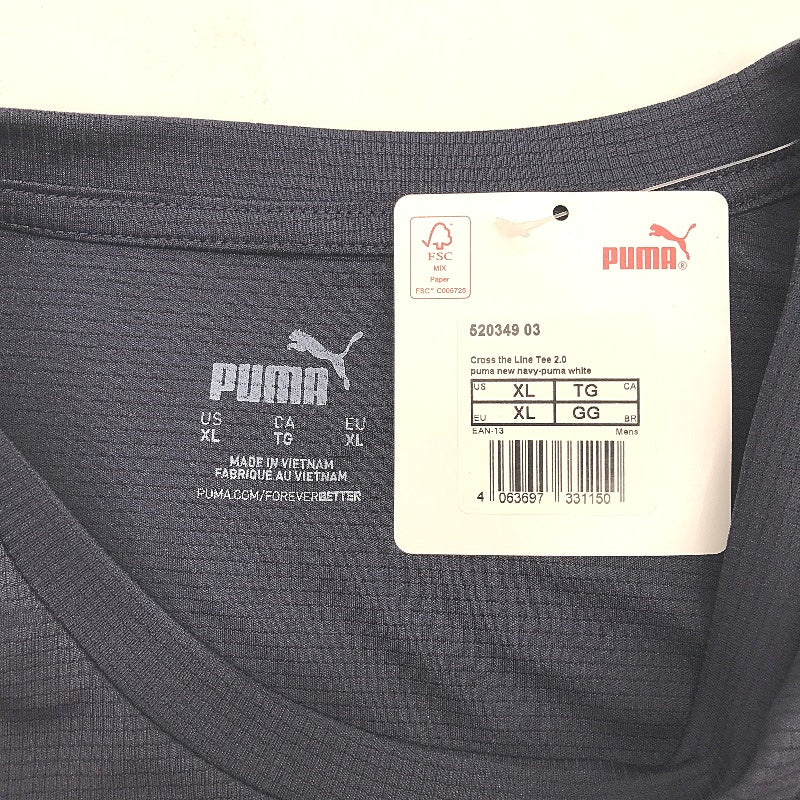 PUMA
US CA EU
XL TG XL
MADE IN VIETNAM
FABRIQUÉ AU VIETNAM
PUMA.COM/FOREVERBETTER
FSC
MIX
Paper
FSC™ C009725
PUMA®
520349 03
Cross the Line Tee 2.0
puma new navy-puma white
US XL TG CA
EU XL GG BR
EAN-13 Mens
4 063697 331150